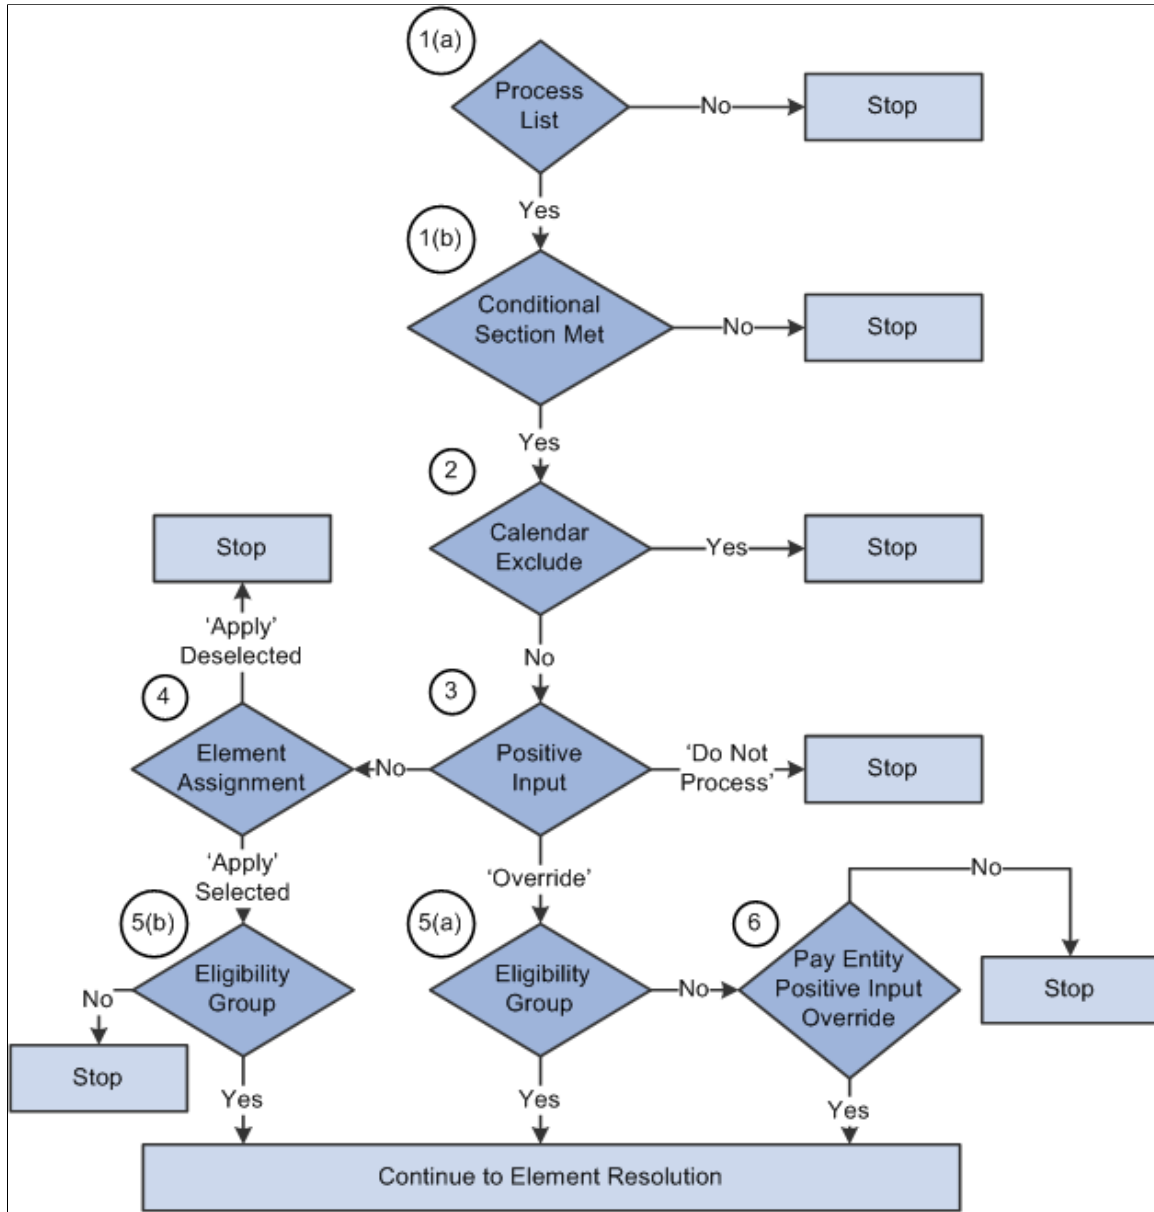 1(a)
Process
List
No
Stop
Yes
1(b)
Conditional
Section Met
No
Stop
Yes
2
Calendar
Exclude
Yes
Stop
Stop
‘Apply’
Deselected
No
4
3
Element
Assignment
No
Positive
Input
‘Do Not
Process’
Stop
‘Apply’
Selected
‘Override’
No
5(b)
5(a)
6
Eligibility
Group
Eligibility
Group
No
Pay Entity
Positive Input
Override
Stop
No
Stop
Yes
Yes
Yes
Continue to Element Resolution